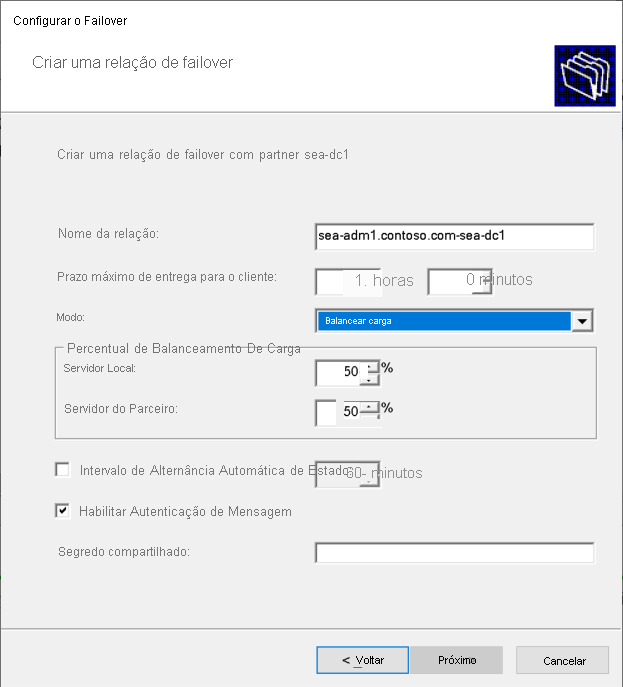 Configurar o Failover
Criar uma relação de failover
Criar uma relação de failover com partner sea-dc1
Nome da relação: sea-adm1.contoso.com-sea-dc1
Prazo máximo de entrega para o cliente: 1. horas 0 minutos
Modo: Balancear carga
Percentual de Balanceamento De Carga
Servidor Local: 50 %
Servidor do Parceiro: 50 %
Intervalo de Alternância Automática de Estado 60- minutos
Habilitar Autenticação de Mensagem
Segredo compartilhado:
< Voltar Próximo Cancelar